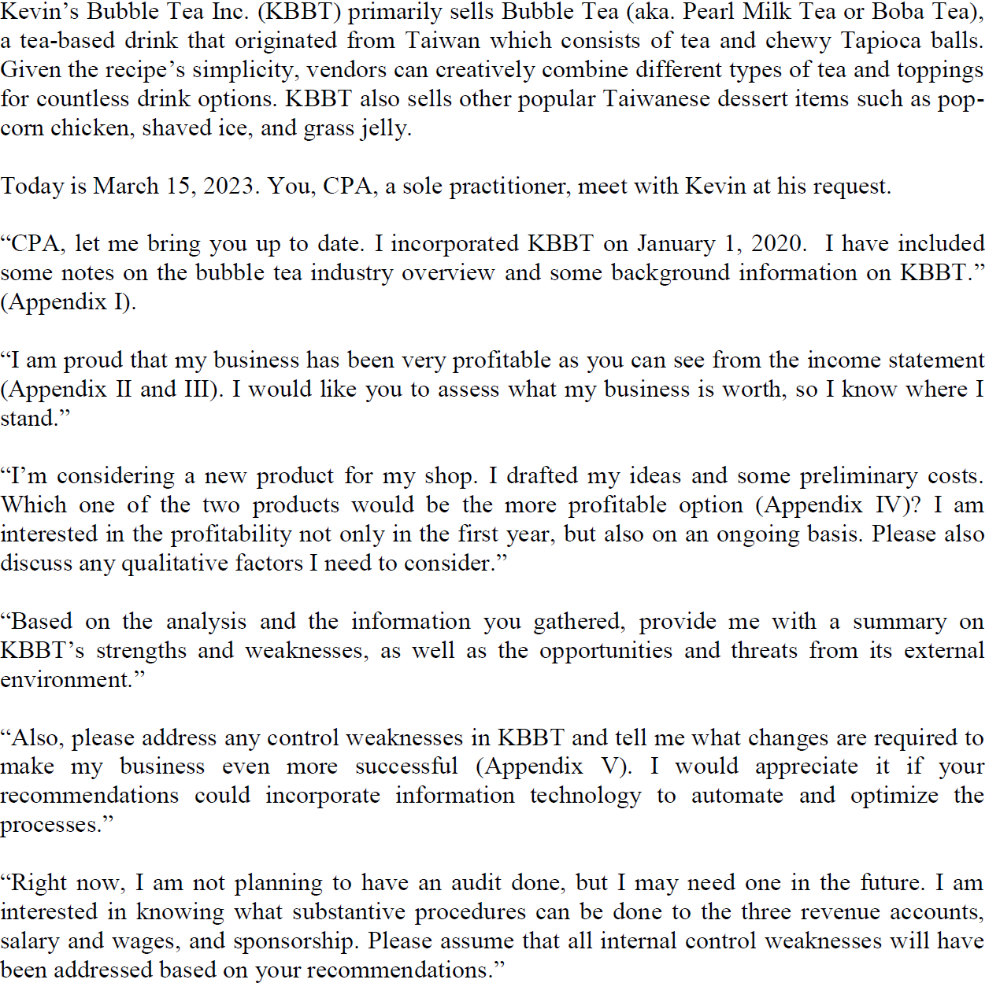 Kevin’s Bubble Tea Inc. (KBBT) primarily sells Bubble Tea (aka. Pearl Milk Tea or Boba Tea),
a tea-based drink that originated from Taiwan which consists of tea and chewy Tapioca balls.
Given the recipe’s simplicity, vendors can creatively combine different types of tea and toppings
for countless drink options. KBBT also sells other popular Taiwanese dessert items such as pop-
corn chicken, shaved ice, and grass jelly.
Today is March 15, 2023. You, CPA, a sole practitioner, meet with Kevin at his request.
“CPA, let me bring you up to date. I incorporated KBBT on January 1, 2020. I have included
some notes on the bubble tea industry overview and some background information on KBBT.”
(Appendix I).
“I am proud that my business has been very profitable as you can see from the income statement
(Appendix II and III). I would like you to assess what my business is worth, so I know where I
stand.”
“I’m considering a new product for my shop. I drafted my ideas and some preliminary costs.
Which one of the two products would be the more profitable option (Appendix IV)? I am
interested in the profitability not only in the first year, but also on an ongoing basis. Please also
discuss any qualitative factors I need to consider.”
“Based on the analysis and the information you gathered, provide me with a summary on
KBBT’s strengths and weaknesses, as well as the opportunities and threats from its external
environment.”
“Also, please address any control weaknesses in KBBT and tell me what changes are required to
make my business even more successful (Appendix V). I would appreciate it if your
recommendations could incorporate information technology to automate and optimize the
processes.”
“Right now, I am not planning to have an audit done, but I may need one in the future. I am
interested in knowing what substantive procedures can be done to the three revenue accounts,
salary and wages, and sponsorship. Please assume that all internal control weaknesses will have
been addressed based on your recommendations.”